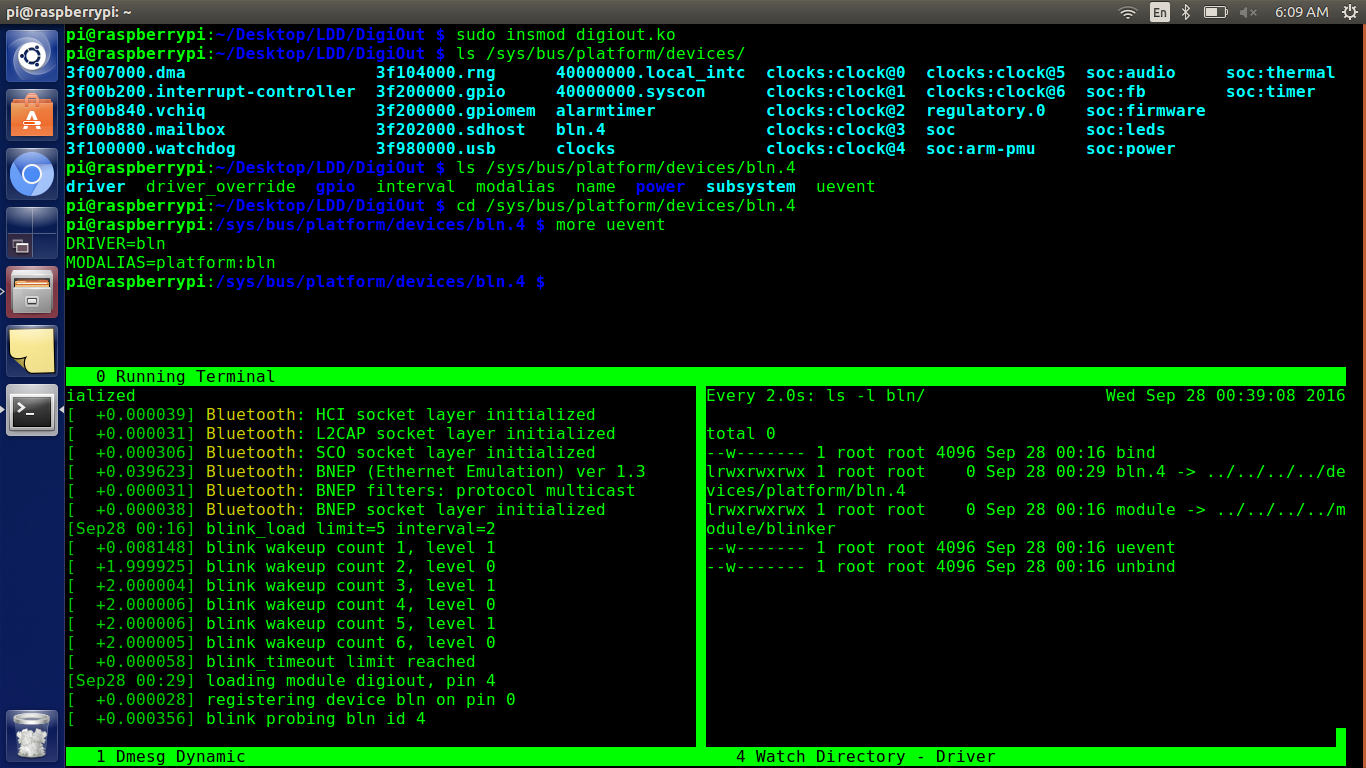 pi@raspberrypi: ~
En
6:09 AM
pi@raspberrypi:~/Desktop/LDD/DigiOut $ sudo insmod digiout.ko
pi@raspberrypi:~/Desktop/LDD/DigiOut $ ls /sys/bus/platform/devices/
3f007000.dma 3f104000.rng 40000000.local_intc clocks:clock@0 clocks:clock@5 soc:audio soc:thermal
3f00b200.interrupt-controller 3f200000.gpio 40000000.syscon clocks:clock@1 clocks:clock@6 soc:fb soc:timer
3f00b840.vchiq 3f200000.gpiomem alarmtimer clocks:clock@2 regulatory.0 soc:firmware
3f00b880.mailbox 3f202000.sdhost bln.4 clocks:clock@3 soc soc:leds
3f100000.watchdog 3f980000.usb clocks clocks:clock@4 soc:arm-pmu soc:power
pi@raspberrypi:~/Desktop/LDD/DigiOut $ ls /sys/bus/platform/devices/bln.4
driver driver_override gpio interval modalias name power subsystem uevent
pi@raspberrypi:~/Desktop/LDD/DigiOut $ cd /sys/bus/platform/devices/bln.4
pi@raspberrypi:/sys/bus/platform/devices/bln.4 $ more uevent
DRIVER=bln
MODALIAS=platform:bln
pi@raspberrypi:/sys/bus/platform/devices/bln.4 $
0 Running Terminal
ialized
[  +0.000039] Bluetooth: HCI socket layer initialized
[  +0.000031] Bluetooth: L2CAP socket layer initialized
[  +0.000306] Bluetooth: SCO socket layer initialized
[  +0.039623] Bluetooth: BNEP (Ethernet Emulation) ver 1.3
[  +0.000031] Bluetooth: BNEP filters: protocol multicast
[  +0.000038] Bluetooth: BNEP socket layer initialized
[Sep28 00:16] blink_load limit=5 interval=2
[  +0.008148] blink wakeup count 1, level 1
[  +1.999925] blink wakeup count 2, level 0
[  +2.000004] blink wakeup count 3, level 1
[  +2.000006] blink wakeup count 4, level 0
[  +2.000006] blink wakeup count 5, level 1
[  +2.000005] blink wakeup count 6, level 0
[  +0.000058] blink_timeout limit reached
[Sep28 00:29] loading module digiout, pin 4
[  +0.000028] registering device bln on pin 0
[  +0.000356] blink probing bln id 4
1 Dmesg Dynamic
Every 2.0s: ls -l bln/ Wed Sep 28 00:39:08 2016
total 0
--w------- 1 root root 4096 Sep 28 00:16 bind
lrwxrwxrwx 1 root root    0 Sep 28 00:29 bln.4 -> ../../../../de
vices/platform/bln.4
lrwxrwxrwx 1 root root    0 Sep 28 00:16 module -> ../../../../m
odule/blinker
--w------- 1 root root 4096 Sep 28 00:16 uevent
--w------- 1 root root 4096 Sep 28 00:16 unbind
4 Watch Directory - Driver